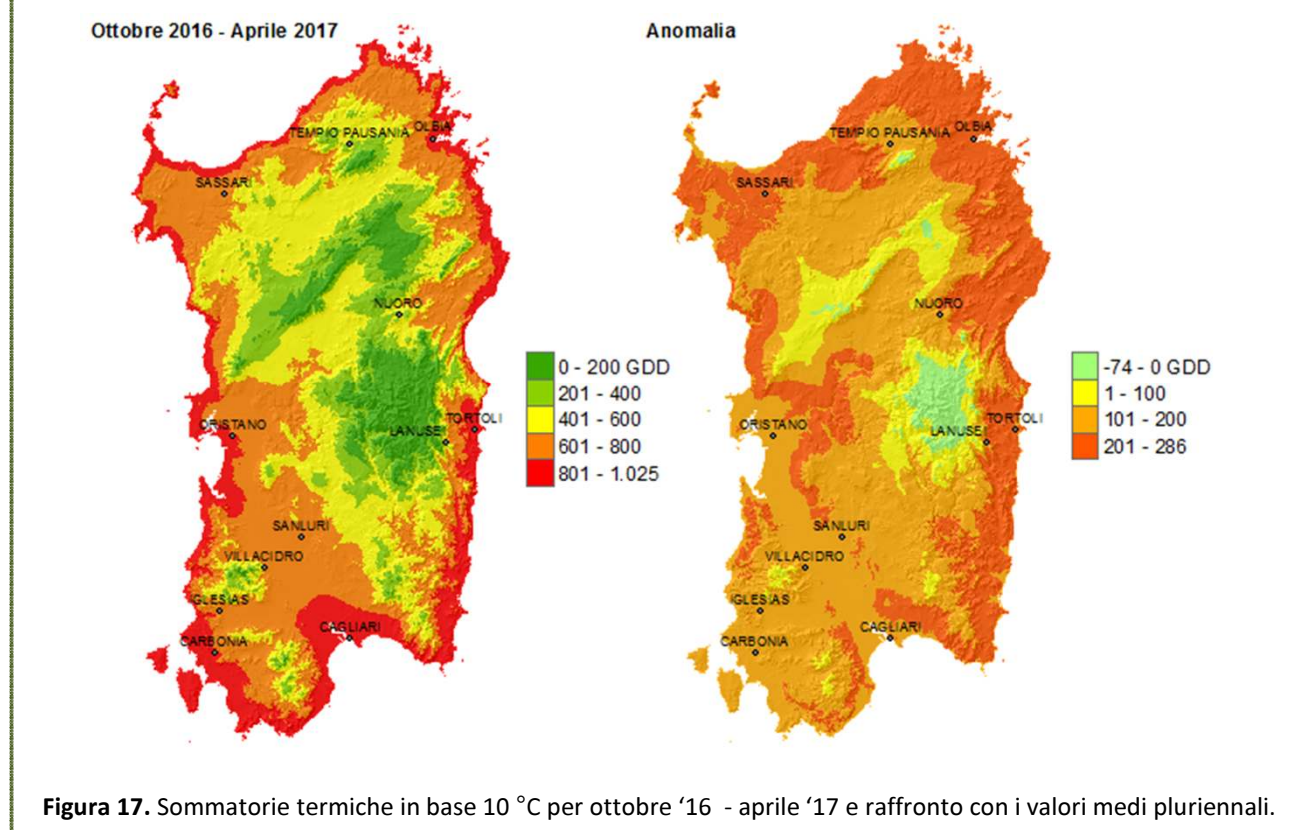 Ottobre 2016 - Aprile 2017
Anomalia
TEMPIO PAUSANIA
OLBIA
SASSARI
NUORO
ORISTANO
LANUSEI
TORTOLI
SANLURI
VILLACIDRO
IGLESIAS
CARBONIA
CAGLIARI
0 - 200 GDD
201 - 400
401 - 600
601 - 800
801 - 1.025
TEMPIO PAUSANIA
OLBIA
SASSARI
NUORO
ORISTANO
LANUSEI
TORTOLI
SANLURI
VILLACIDRO
IGLESIAS
CARBONIA
CAGLIARI
-74 - 0 GDD
1 - 100
101 - 200
201 - 286
Figura 17. Sommatorie termiche in base 10 °C per ottobre ‘16 - aprile ‘17 e raffronto con i valori medi pluriennali.